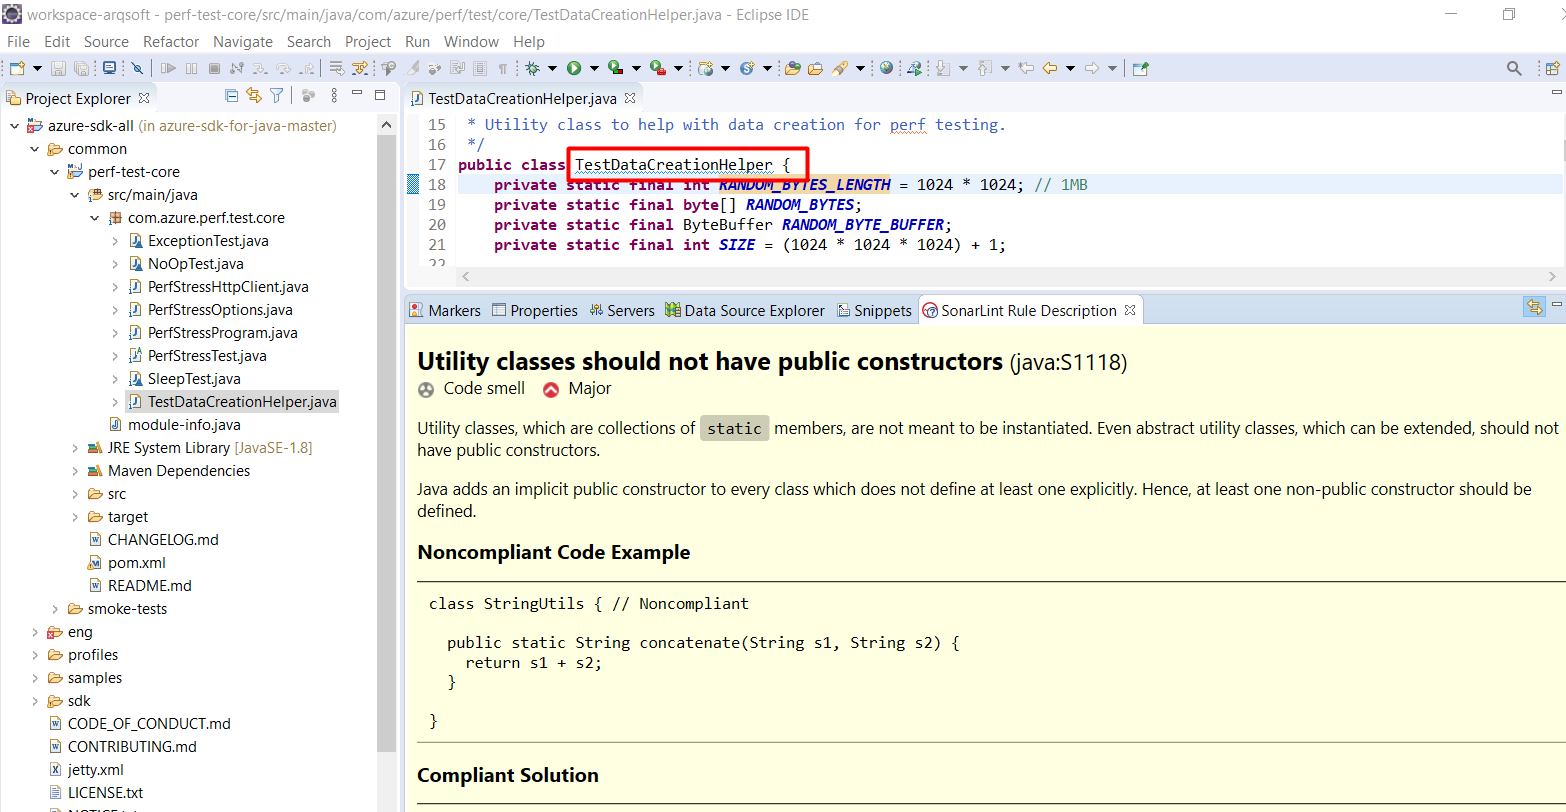 workspace-arqsoft - perf-test-core/src/main/java/com/azure/perf/test/core/TestDataCreationHelper.java - Eclipse IDE
File Edit Source Refactor Navigate Search Project Run Window Help
Project Explorer
azure-sdk-all (in azure-sdk-for-java-master)
common
perf-test-core
src/main/java
com.azure.perf.test.core
ExceptionTest.java
NoOpTest.java
PerfStressHttpClient.java
PerfStressOptions.java
PerfStressProgram.java
PerfStressTest.java
SleepTest.java
TestDataCreationHelper.java
module-info.java
JRE System Library [JavaSE-1.8]
Maven Dependencies
src
target
CHANGELOG.md
pom.xml
README.md
smoke-tests
eng
profiles
samples
sdk
CODE_OF_CONDUCT.md
CONTRIBUTING.md
jetty.xml
LICENSE.txt
TestDataCreationHelper.java
15 * Utility class to help with data creation for perf testing.
16 */
17 public class TestDataCreationHelper {
18 private static final int RANDOM_BYTES_LENGTH = 1024 * 1024; // 1MB
19 private static final byte[] RANDOM_BYTES;
20 private static final ByteBuffer RANDOM_BYTE_BUFFER;
21 private static final int SIZE = (1024 * 1024 * 1024) + 1;
22
Markers Properties Servers Data Source Explorer Snippets SonarLint Rule Description
Utility classes should not have public constructors (java:S1118)
Code smell Major
Utility classes, which are collections of static members, are not meant to be instantiated. Even abstract utility classes, which can be extended, should not
have public constructors.
Java adds an implicit public constructor to every class which does not define at least one explicitly. Hence, at least one non-public constructor should be
defined.
Noncompliant Code Example
class StringUtils { // Noncompliant
public static String concatenate(String s1, String s2) {
return s1 + s2;
}
}
Compliant Solution